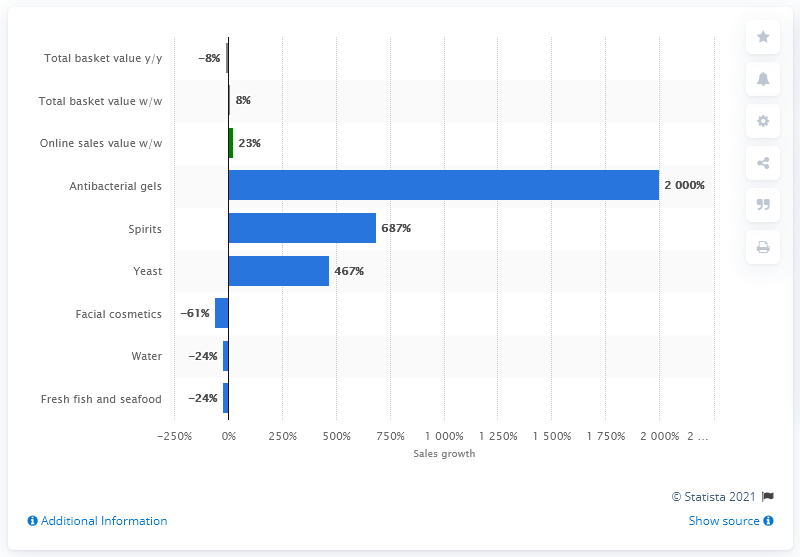 Total basket value y/y −8%
Total basket value w/w 8%
Online sales value w/w 23%
Antibacterial gels 2 000%
Spirits 687%
Yeast 467%
Facial cosmetics −61%
Water −24%
Fresh fish and seafood −24%
−250% 0% 250% 500% 750% 1 000% 1 250% 1 500% 1 750% 2 000% 2 ...
Sales growth
© Statista 2021
Additional Information Show source